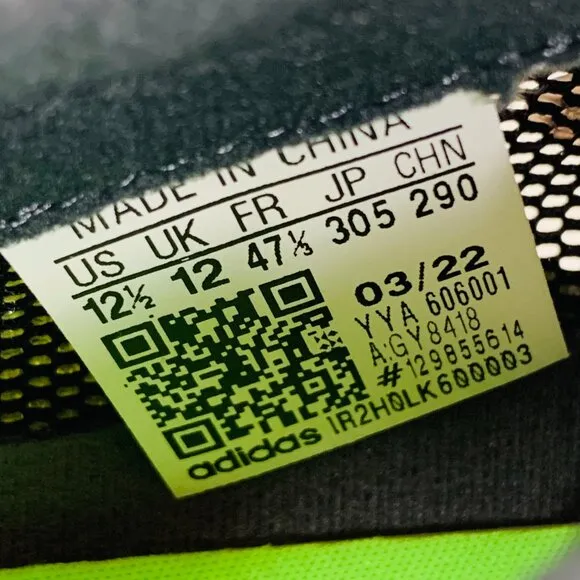 MADE IN CHINA
US UK FR JP CHN
12½ 12 47⅓ 305 290
03/22
YYA 606001
A:GY8418
#129855614
adidas IR2H0LK600003